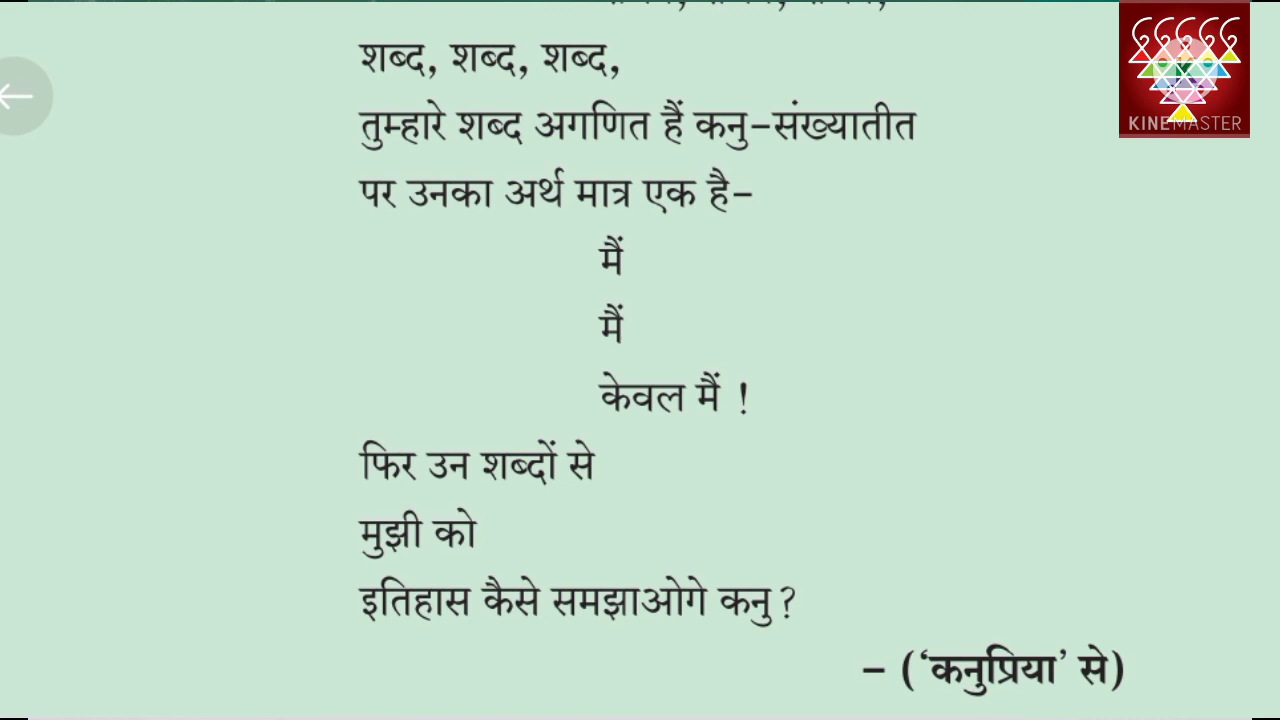 शब्द, शब्द, शब्द,
तुम्हारे शब्द अगणित हैं कनु-संख्यातीत
पर उनका अर्थ मात्र एक है-
मैं
मैं
केवल मैं !
फिर उन शब्दों से
मुझी को
इतिहास कैसे समझाओगे कनु ?
- ('कनुप्रिया' से)
KINEMASTER